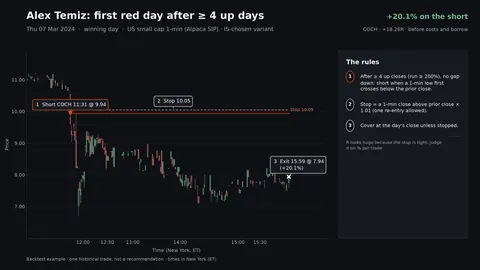 Alex Temiz: first red day after ≥ 4 up days
+20.1% on the short
Thu 07 Mar 2024 · winning day · US small cap 1-min (Alpaca SIP) · IS-chosen variant
COCH · +18.26R · before costs and borrow
11.00
10.00
9.00
8.00
7.00
Price
1 Short COCH 11:31 @ 9.94
2 Stop 10.05
Stop 10.05
3 Exit 15:59 @ 7.94
(+20.1%)
12:00
12:30
13:00
14:00
15:00
15:30
Time (New York, ET)
The rules
1 After ≥ 4 up closes (run ≥ 200%), no gap
down: short when a 1-min low first
crosses below the prior close.
2 Stop = a 1-min close above prior close ×
1.01 (one re-entry allowed).
3 Cover at the day's close unless stopped.
R looks huge because the stop is tight; judge
it on % per trade.
Backtest example · one historical trade, not a recommendation · times in New York (ET)